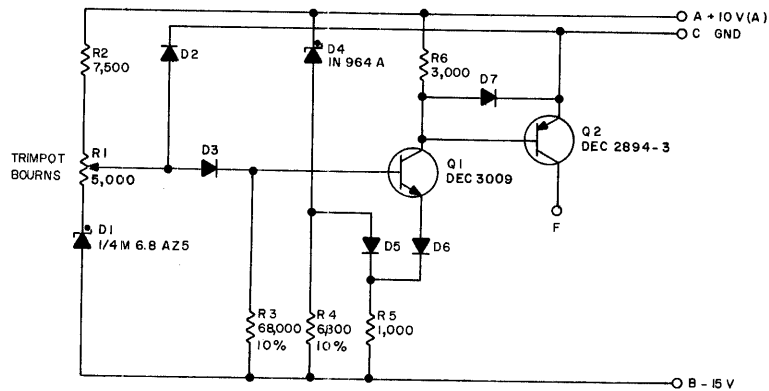 A + 10 V (A)
C GND
R2
7,500
D2
D4
IN 964 A
R6
3,000
D7
Q2
DEC 2894-3
TRIMPOT
BOURNS
R1
5,000
D3
Q1
DEC 3009
F
D1
1/4 M 6.8 AZ5
D5
D6
R3
68,000
10%
R4
6,800
10%
R5
1,000
B - 15 V